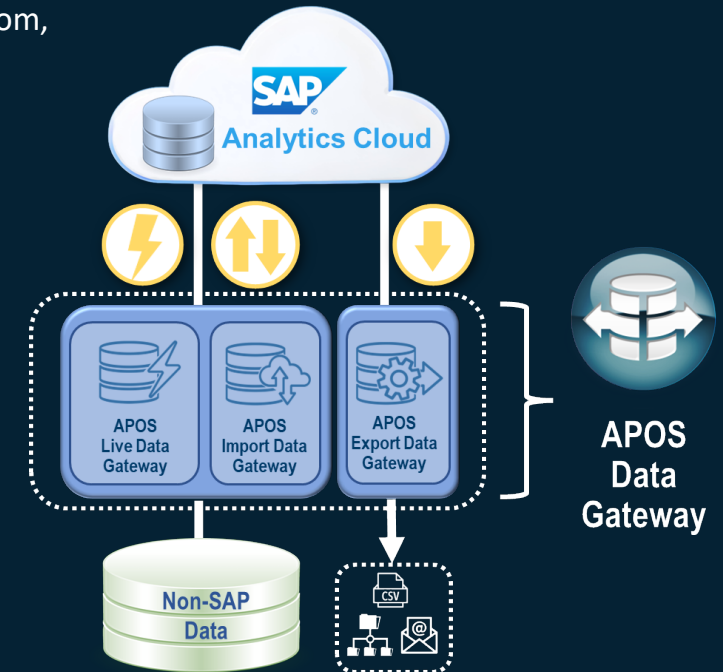 om,
SAP
®
Analytics Cloud
APOS
Live Data
Gateway
APOS
Import Data
Gateway
APOS
Export Data
Gateway
APOS
Data
Gateway
Non-SAP
Data
CSV
@